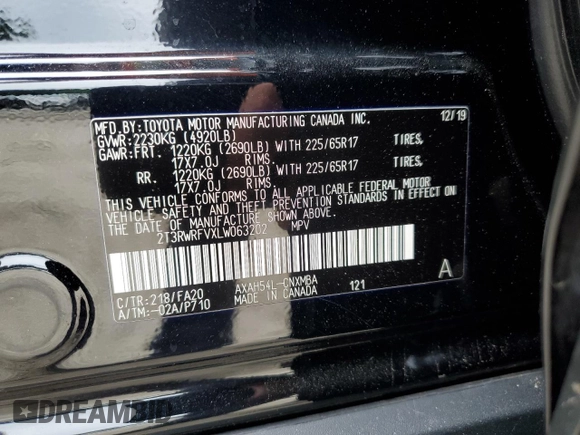 MFD.BY:TOYOTA MOTOR MANUFACTURING CANADA INC. 12/19
GVWR:2230KG (4920LB)
GAWR:FRT. 1220KG (2690LB) WITH 225/65R17 TIRES,
17X7.0J RIMS.
RR. 1220KG (2690LB) WITH 225/65R17 TIRES,
17X7.0J RIMS.
THIS VEHICLE CONFORMS TO ALL APPLICABLE FEDERAL MOTOR
VEHICLE SAFETY AND THEFT PREVENTION STANDARDS IN EFFECT ON
THE DATE OF MANUFACTURE SHOWN ABOVE.
2T3RWRFVXLW063202 MPV
C/TR:218/FA20 AXAH54L-CNXMBA 121 A
A/TM:-02A/P710 MADE IN CANADA
DREAMBID